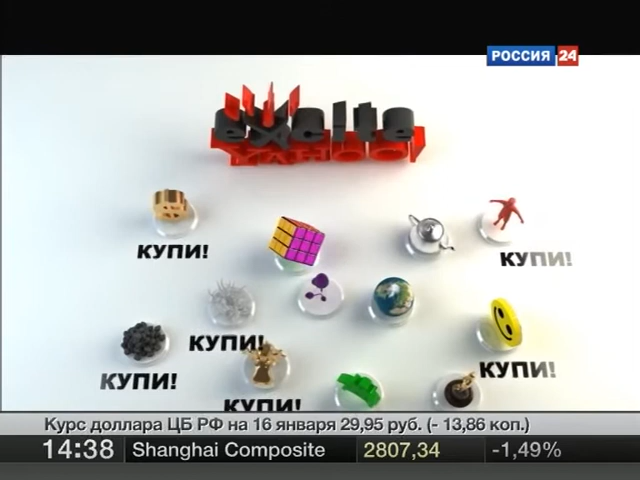 РОССИЯ 24
excite
YAHOO!
КУПИ!
КУПИ!
КУПИ!
КУПИ!
КУПИ!
КУПИ!
Курс доллара ЦБ РФ на 16 января 29,95 руб. (- 13,86 коп.)
14:38 Shanghai Composite 2807,34 -1,49%